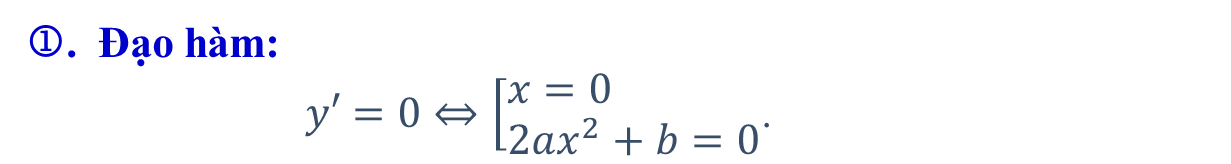 ①. Đạo hàm:
y′ = 0 ⇔ [x = 0
2ax² + b = 0.